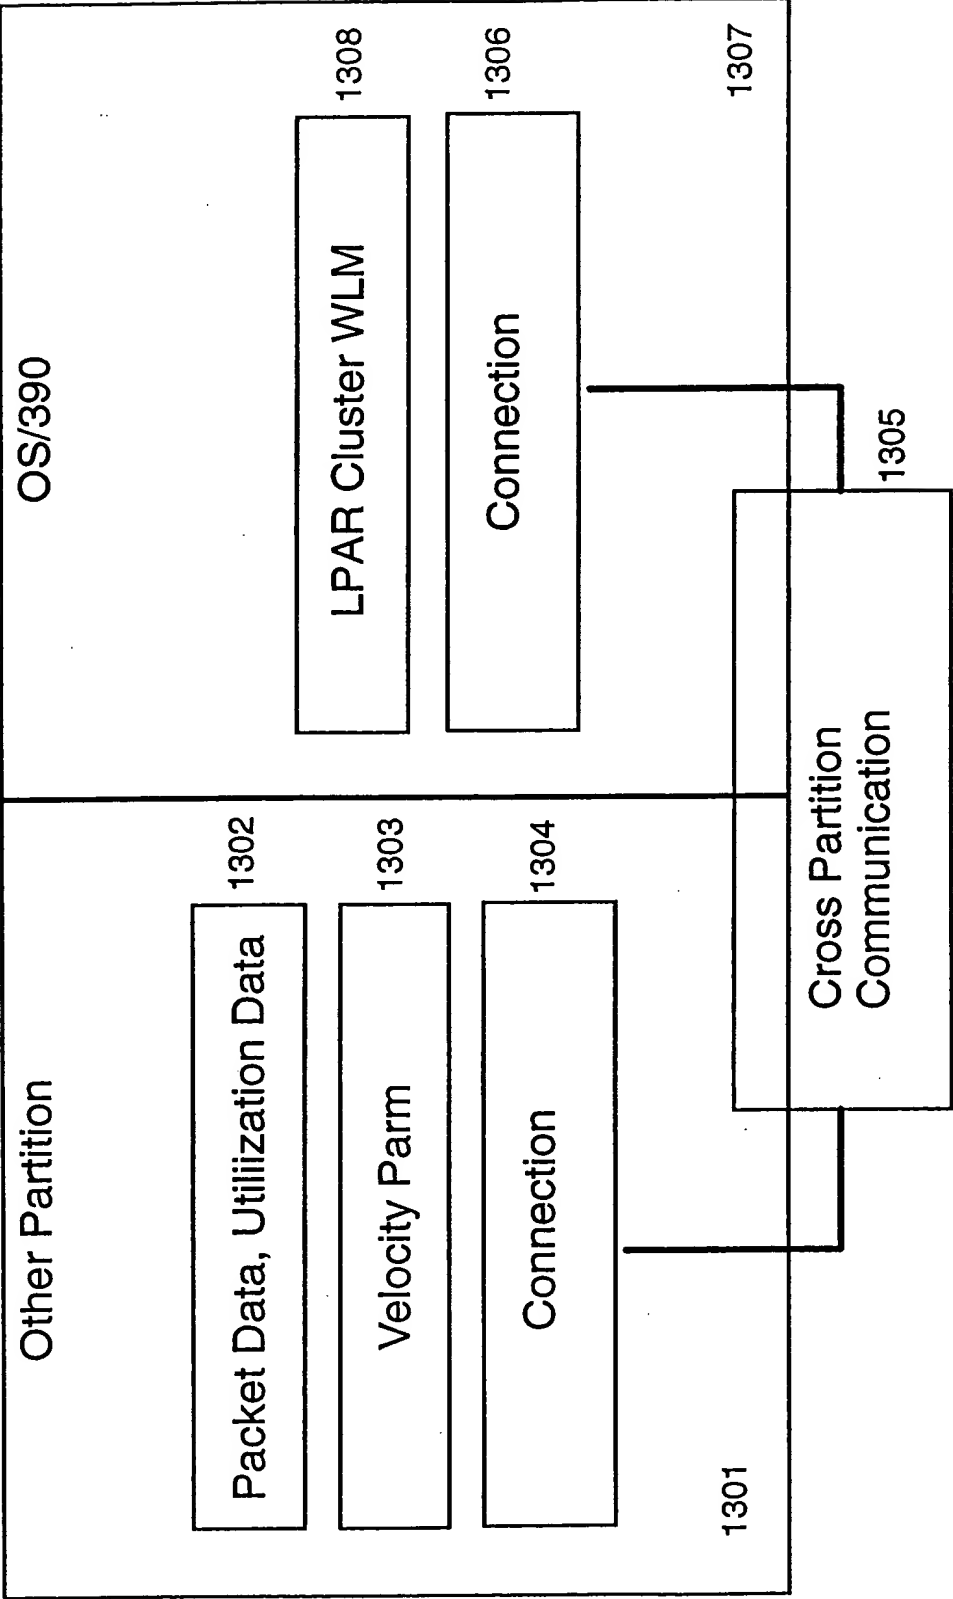 Other Partition
Packet Data, Utiliization Data
1302
Velocity Parm
1303
Connection
1304
1301
OS/390
LPAR Cluster WLM
1308
Connection
1306
1307
Cross Partition
Communication
1305